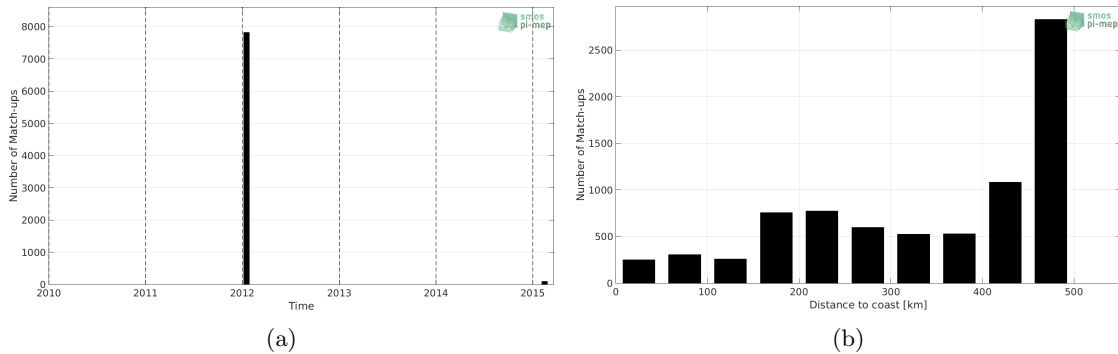 smos
pi-mep
8000
7000
6000
5000
4000
3000
2000
1000
0
Number of Match-ups
2010 2011 2012 2013 2014 2015
Time
(a)
smos
pi-mep
2500
2000
1500
1000
500
0
Number of Match-ups
0 100 200 300 400 500
Distance to coast [km]
(b)